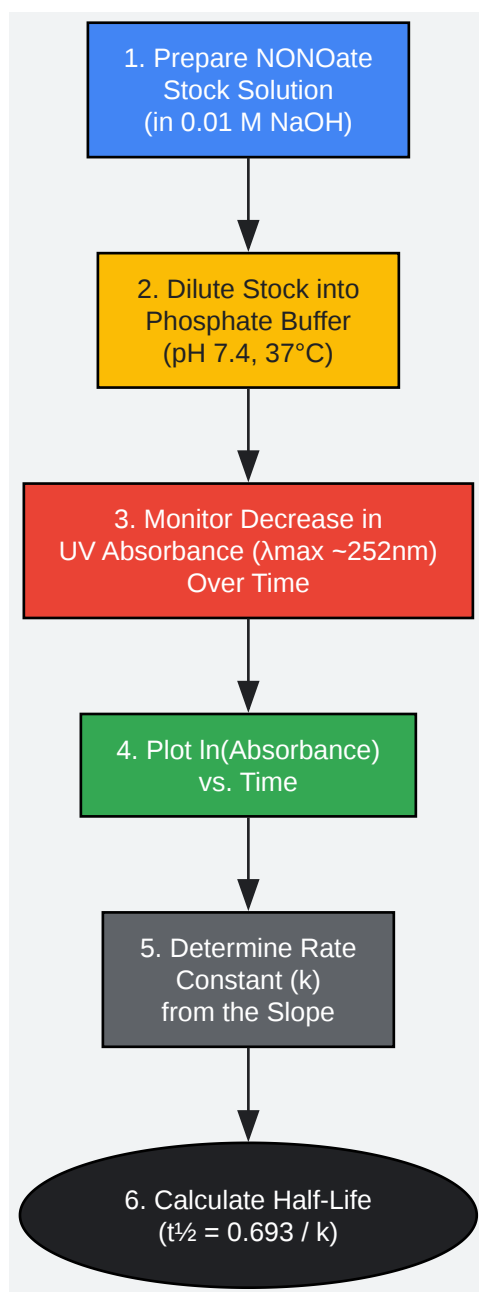 1. Prepare NONOate
Stock Solution
(in 0.01 M NaOH)
2. Dilute Stock into
Phosphate Buffer
(pH 7.4, 37°C)
3. Monitor Decrease in
UV Absorbance (λmax ~252nm)
Over Time
4. Plot ln(Absorbance)
vs. Time
5. Determine Rate
Constant (k)
from the Slope
6. Calculate Half-Life
(t½ = 0.693 / k)